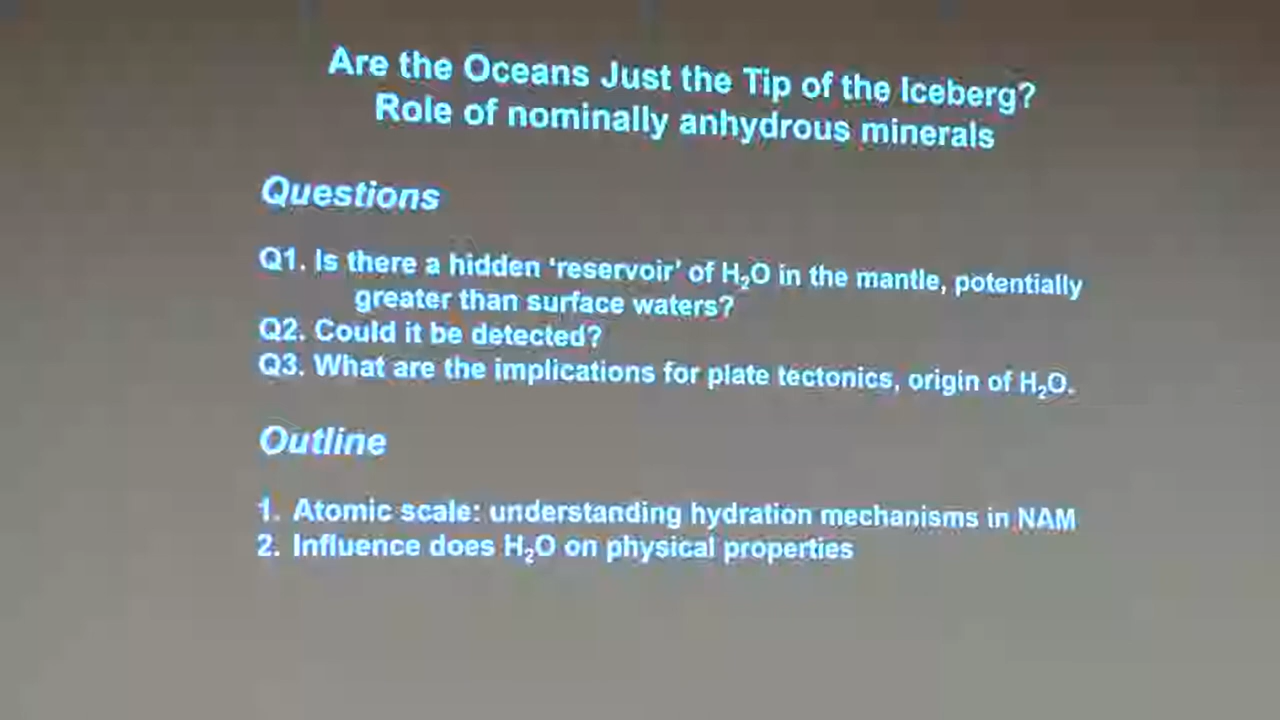 Are the Oceans Just the Tip of the Iceberg?
Role of nominally anhydrous minerals
Questions
Q1. Is there a hidden ‘reservoir’ of H₂O in the mantle, potentially
greater than surface waters?
Q2. Could it be detected?
Q3. What are the implications for plate tectonics, origin of H₂O.
Outline
1. Atomic scale: understanding hydration mechanisms in NAM
2. Influence does H₂O on physical properties